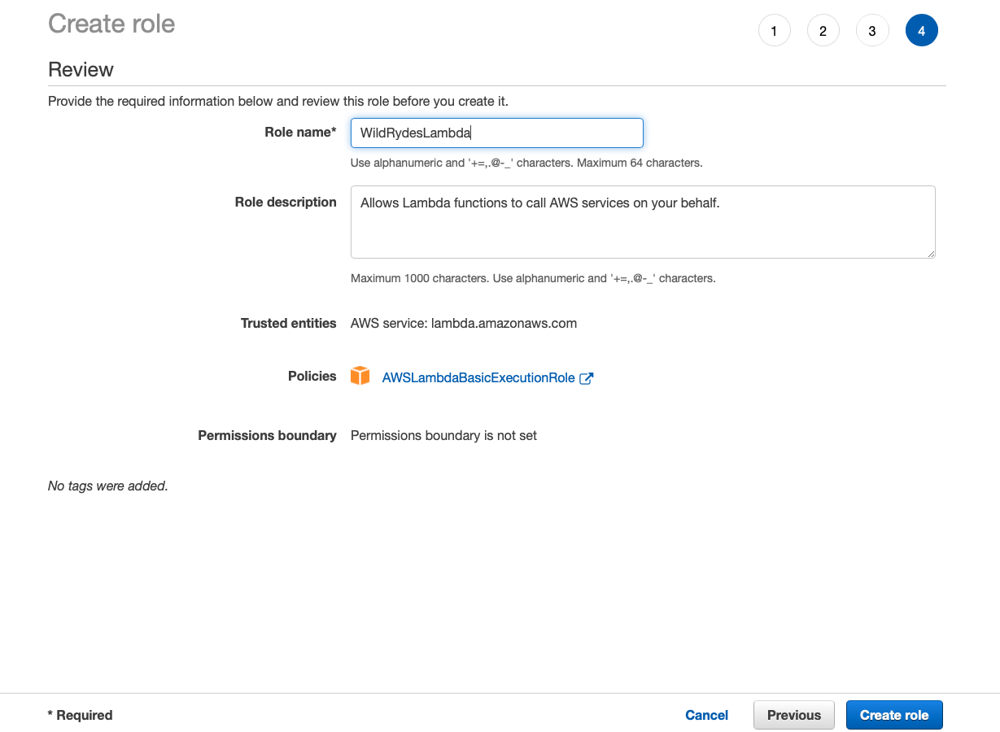 Create role
1 2 3 4
Review
Provide the required information below and review this role before you create it.
Role name* WildRydesLambda
Use alphanumeric and '+=,.@-_' characters. Maximum 64 characters.
Role description Allows Lambda functions to call AWS services on your behalf.
Maximum 1000 characters. Use alphanumeric and '+=,.@-_' characters.
Trusted entities AWS service: lambda.amazonaws.com
Policies AWSLambdaBasicExecutionRole
Permissions boundary Permissions boundary is not set
No tags were added.
* Required Cancel Previous Create role